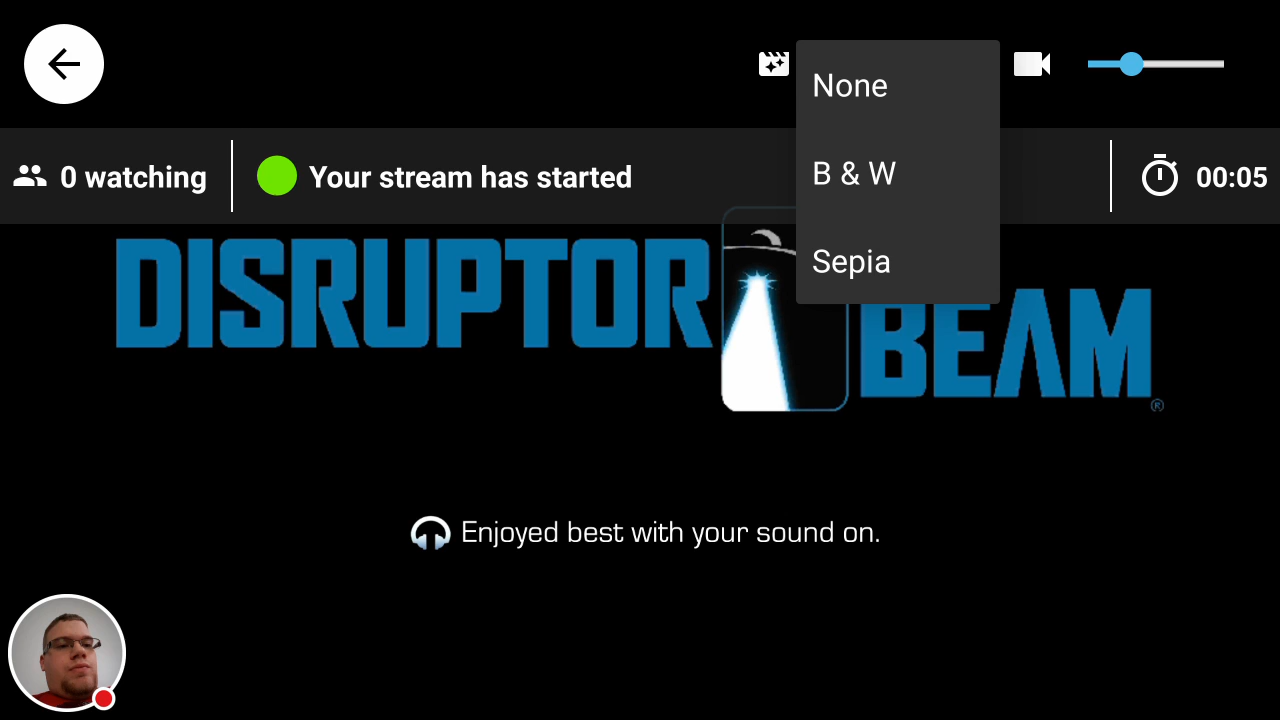 None
B & W
Sepia
0 watching
Your stream has started
00:05
DISRUPTOR BEAM®
Enjoyed best with your sound on.